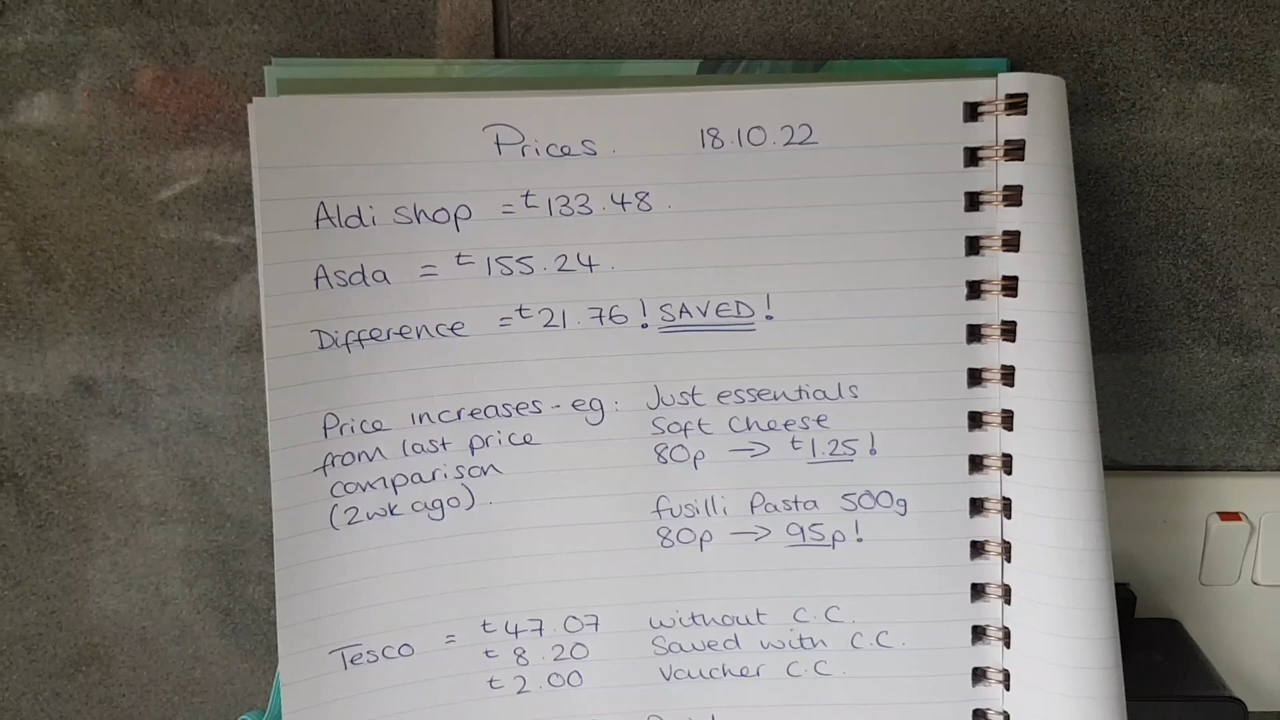 Prices. 18.10.22
Aldi shop = £133.48.
Asda = £155.24.
Difference = £21.76! SAVED!
Price increases - eg:
from last price
comparison
(2wk ago).
Just essentials
Soft Cheese
80p → £1.25!
fusilli Pasta 500g
80p → 95p!
Tesco = £47.07 without C.C.
£8.20 Saved with C.C.
£2.00 Voucher C.C.